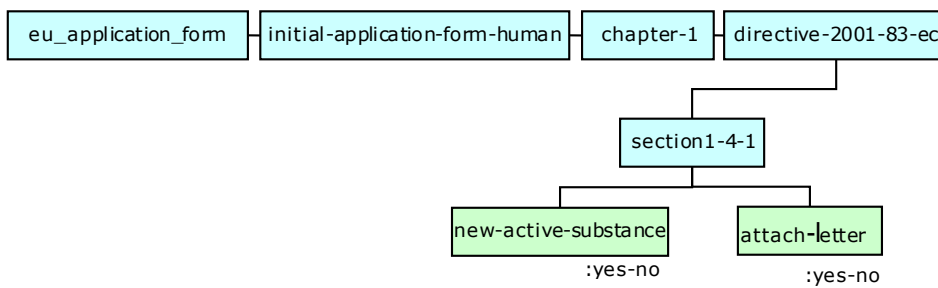 eu_application_form
initial-application-form-human
chapter-1
directive-2001-83-ec
section1-4-1
new-active-substance
attach-letter
:yes-no
:yes-no